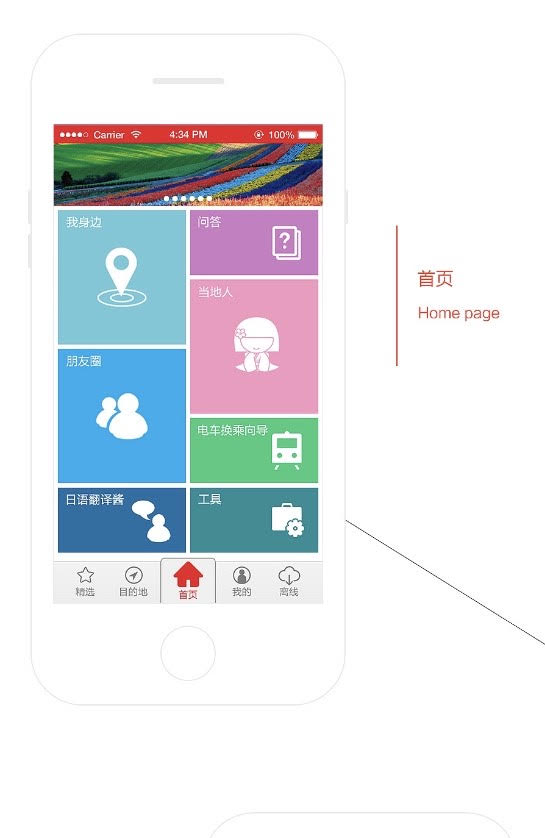 Carrier 4:34 PM 100%
我身边
问答
?
当地人
朋友圈
电车换乘向导
日语翻译酱
工具
精选 目的地 首页 我的 离线
首页
Home page